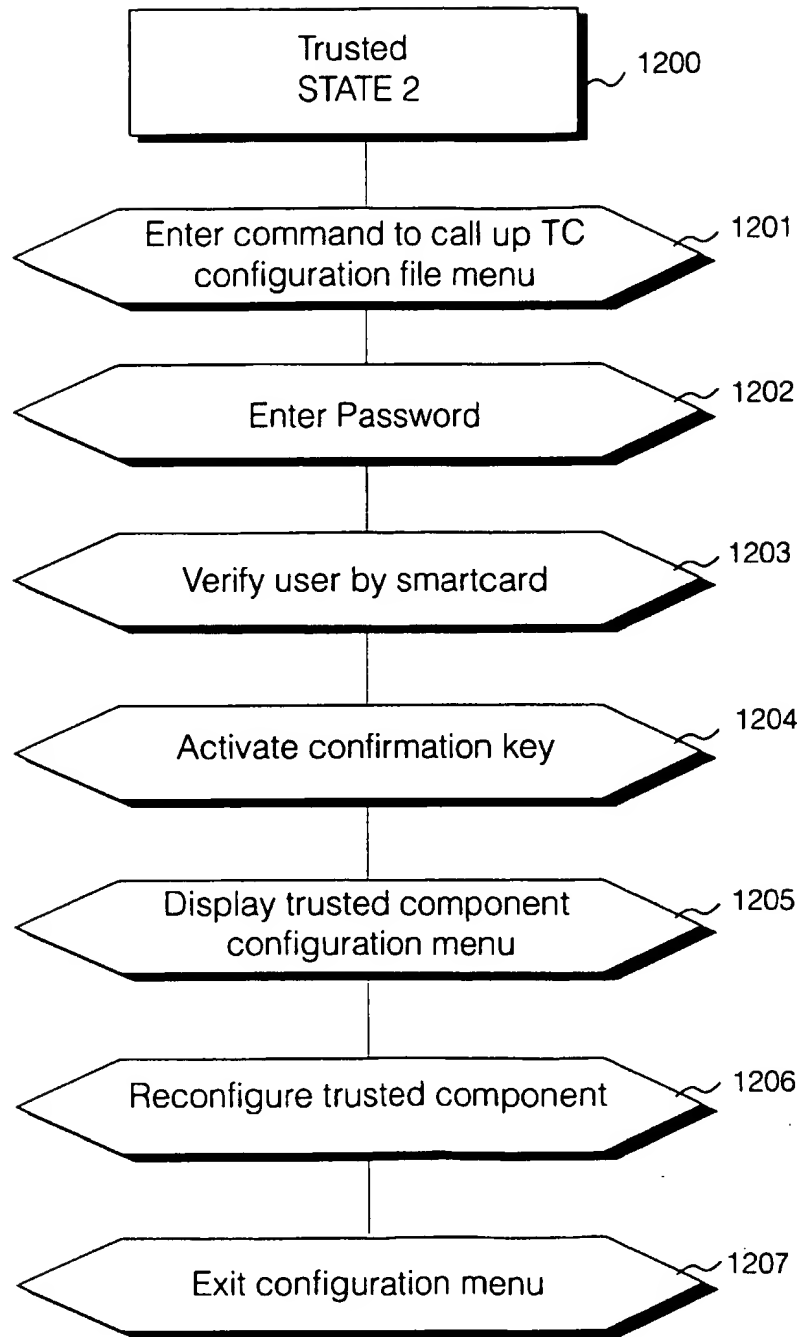 Trusted
STATE 2
1200
Enter command to call up TC
configuration file menu
1201
Enter Password
1202
Verify user by smartcard
1203
Activate confirmation key
1204
Display trusted component
configuration menu
1205
Reconfigure trusted component
1206
Exit configuration menu
1207